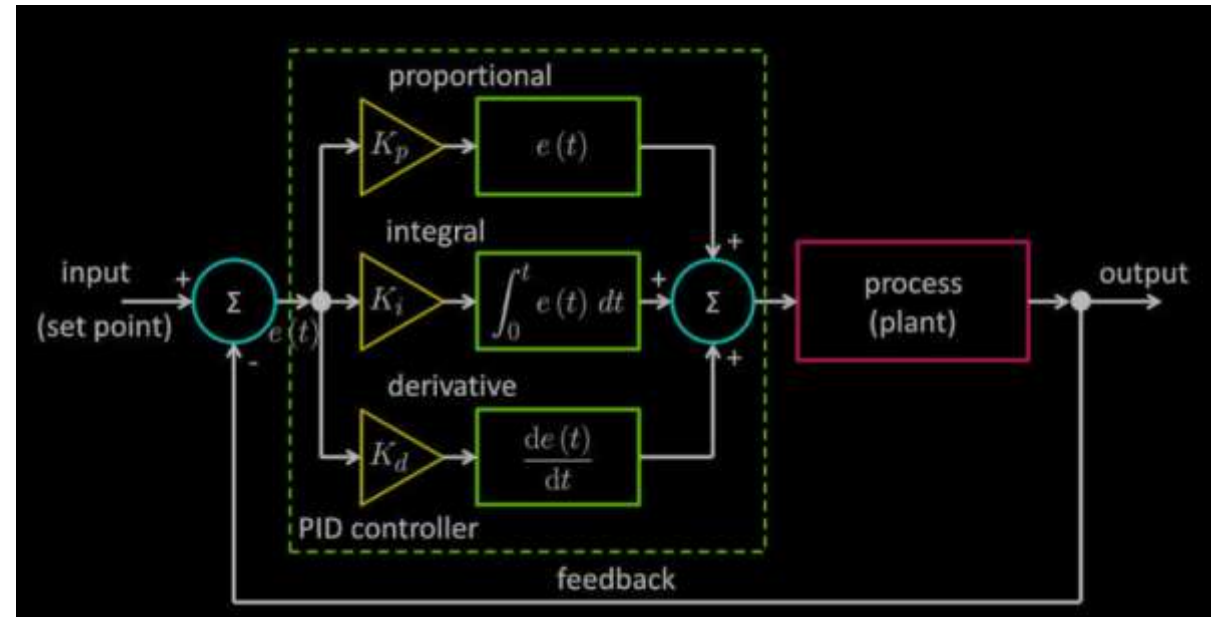 proportional
K_p
e (t)
integral
input
+
Σ
(set point)
-
e (t)
K_i
∫_0^t e (t) dt
+
+
Σ
+
process
(plant)
output
derivative
K_d
de (t)
dt
PID controller
feedback